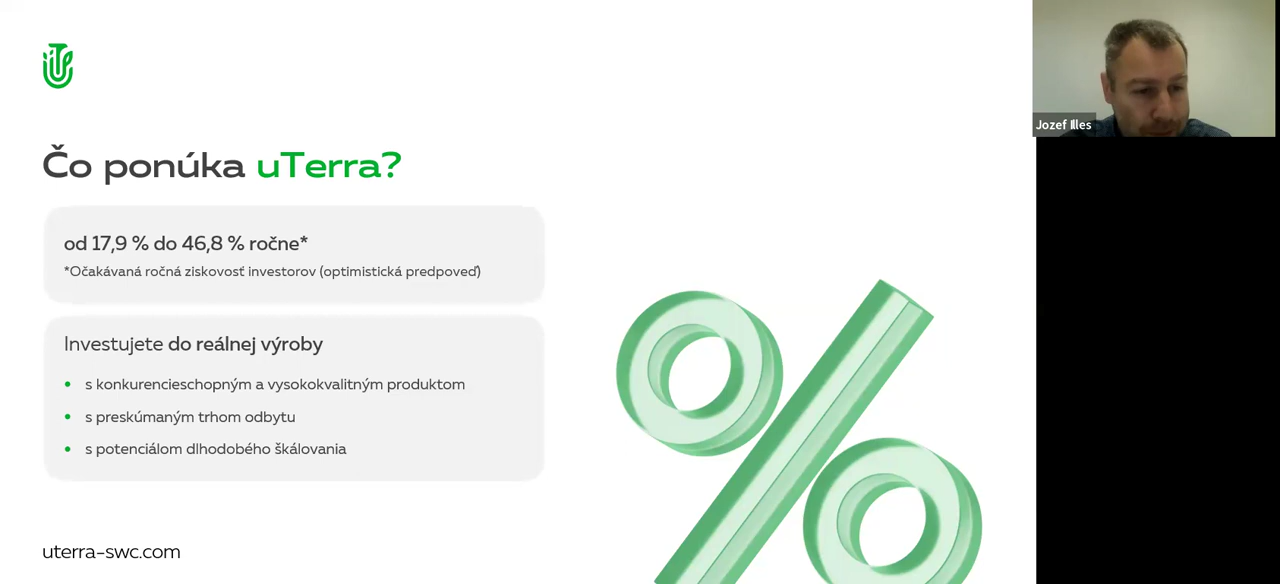 Čo ponúka uTerra?
od 17,9 % do 46,8 % ročne*
*Očakávaná ročná ziskovosť investorov (optimistická predpoveď)
Investujete do reálnej výroby
s konkurencieschopným a vysokokvalitným produktom
s preskúmaným trhom odbytu
s potenciálom dlhodobého škálovania
uterra-swc.com
Jozef Illes